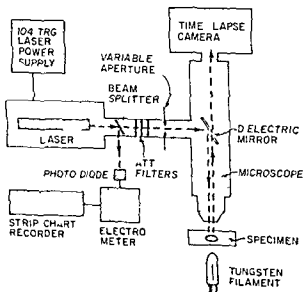 TIME LAPSE
CAMERA
104 TRG
LASER
POWER
SUPPLY
VARIABLE
APERTURE
BEAM
SPLITTER
LASER
DIELECTRIC
MIRROR
PHOTO DIODE
ATT
FILTERS
MICROSCOPE
STRIP CHART
RECORDER
ELECTRO
METER
SPECIMEN
TUNGSTEN
FILAMENT